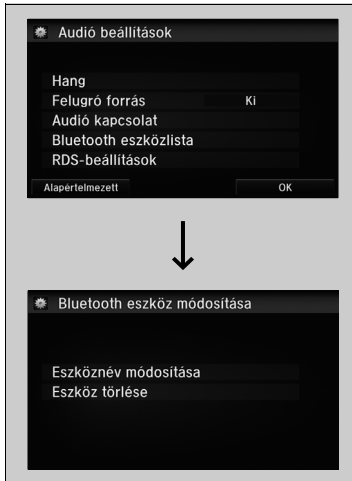 Audió beállítások
Hang
Felugró forrás Ki
Audió kapcsolat
Bluetooth eszközlista
RDS-beállítások
Alapértelmezett OK
Bluetooth eszköz módosítása
Eszköznév módosítása
Eszköz törlése